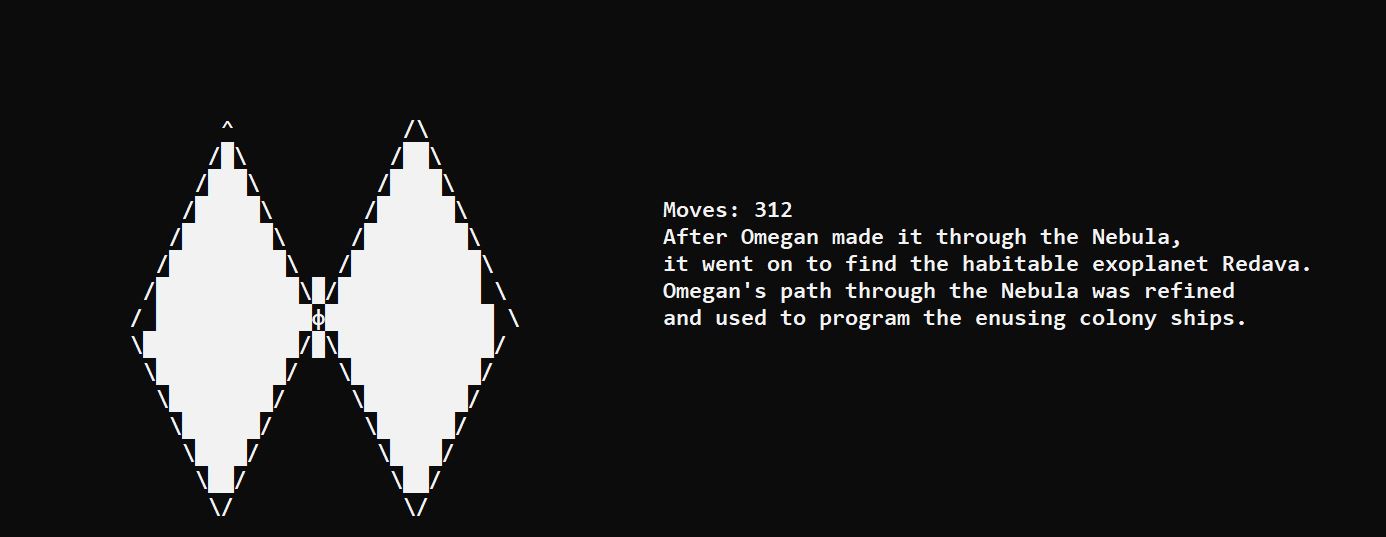 Moves: 312
After Omegan made it through the Nebula,
it went on to find the habitable exoplanet Redava.
Omegan's path through the Nebula was refined
and used to program the enusing colony ships.